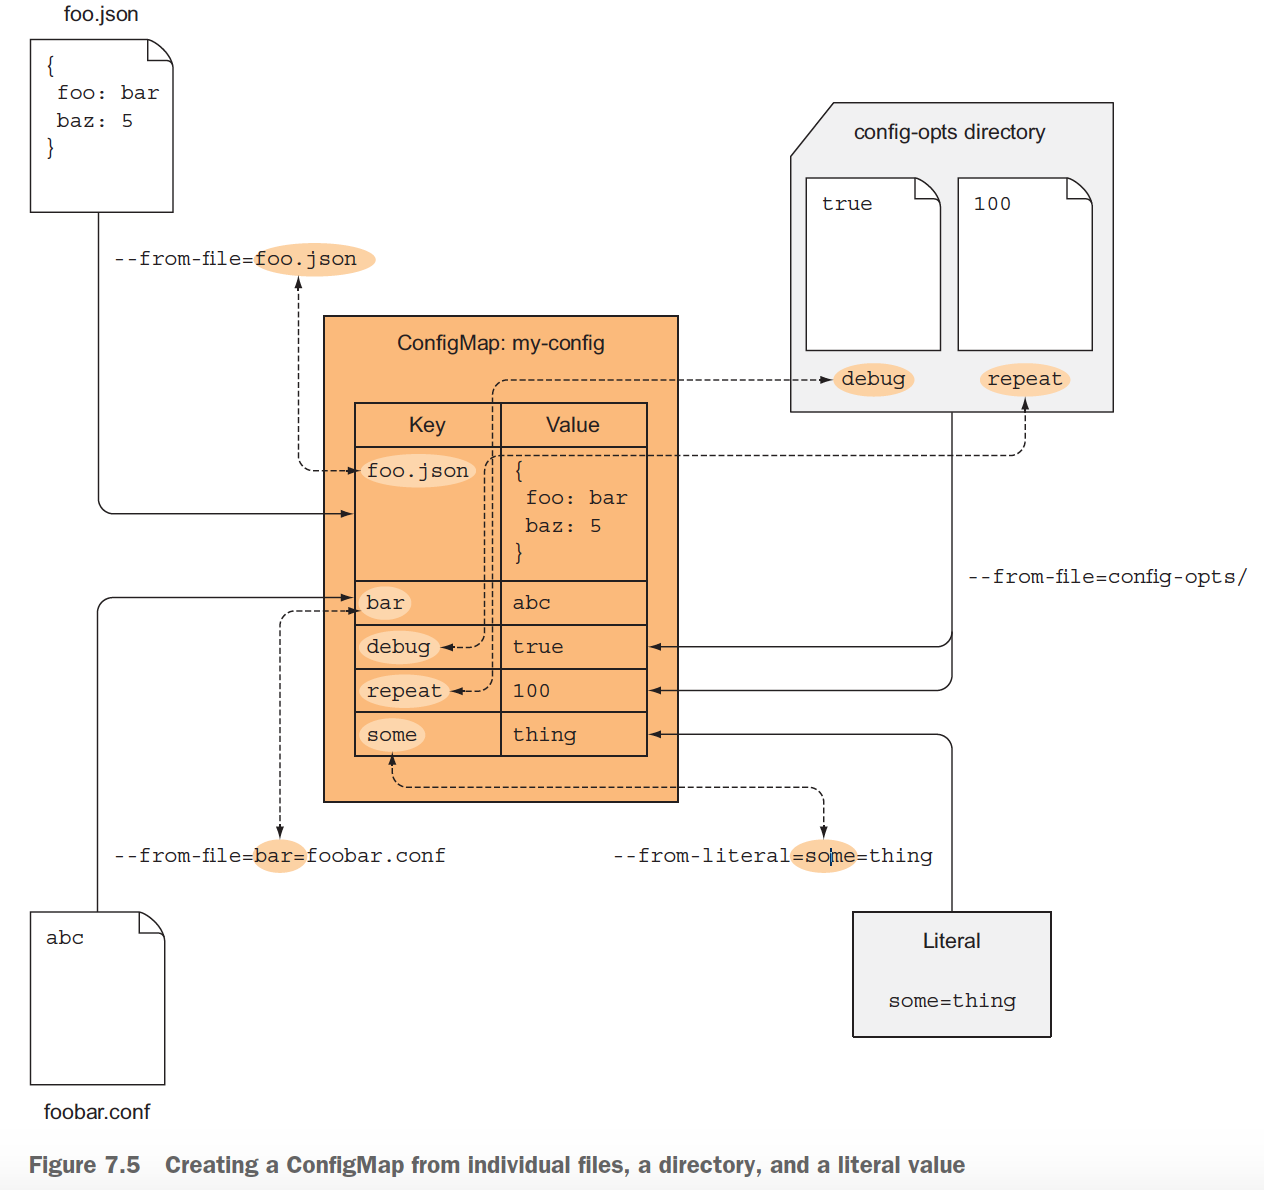 foo.json
{
foo: bar
baz: 5
}
--from-file=foo.json
config-opts directory
true
100
debug
repeat
ConfigMap: my-config
Key Value
foo.json {
foo: bar
baz: 5
}
bar abc
debug true
repeat 100
some thing
--from-file=config-opts/
--from-file=bar=foobar.conf
--from-literal=some=thing
abc
foobar.conf
Literal
some=thing
Figure 7.5 Creating a ConfigMap from individual files, a directory, and a literal value